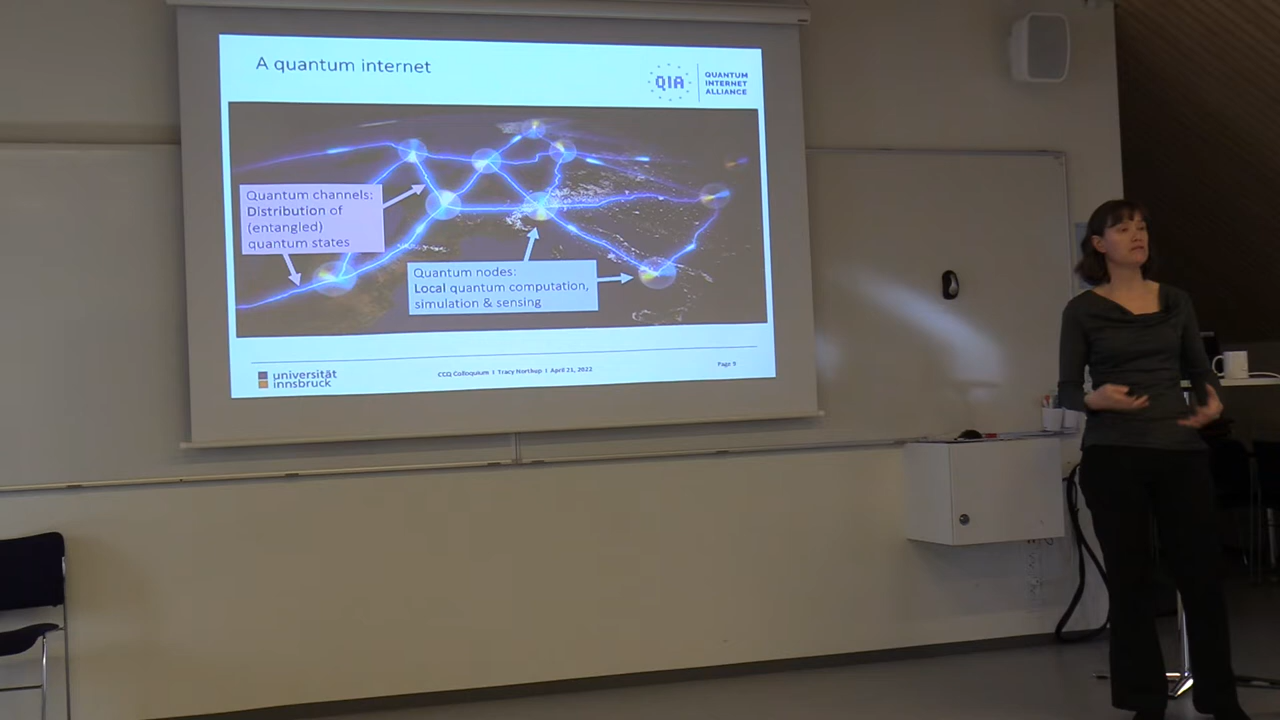 A quantum internet
QIA
QUANTUM
INTERNET
ALLIANCE
Quantum channels:
Distribution of
(entangled)
quantum states
Quantum nodes:
Local quantum computation,
simulation & sensing
universität
innsbruck
CCQ Colloquium I Tracy Northup I April 21, 2022
Page 9